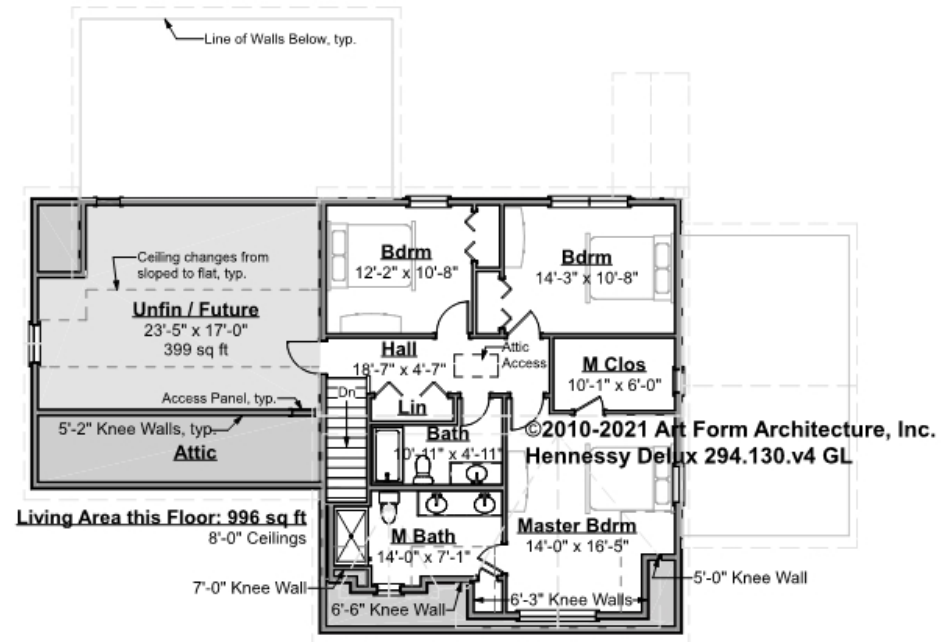 Line of Walls Below, typ.
Ceiling changes from
sloped to flat, typ.
Unfin / Future
23'-5" x 17'-0"
399 sq ft
Bdrm
12'-2" x 10'-8"
Bdrm
14'-3" x 10'-8"
Hall
18'-7" x 4'-7"
Attic
Access
M Clos
10'-1" x 6'-0"
Dn
Lin
Access Panel, typ.
5'-2" Knee Walls, typ.
Attic
Bath
10'-11" x 4'-11"
©2010-2021 Art Form Architecture, Inc.
Hennessy Delux 294.130.v4 GL
Living Area this Floor: 996 sq ft
8'-0" Ceilings
M Bath
14'-0" x 7'-1"
Master Bdrm
14'-0" x 16'-5"
7'-0" Knee Wall
6'-6" Knee Wall
6'-3" Knee Walls
5'-0" Knee Wall